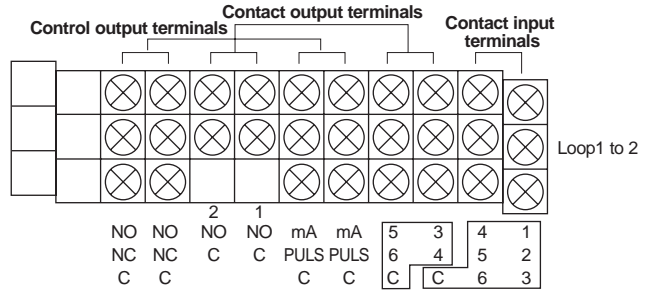 Contact output terminals
Control output terminals
Contact input
terminals
Loop1 to 2
2 1
NO NO NO NO mA mA 5 3 4 1
NC NC C C PULS PULS 6 4 5 2
C C C C C C 6 3